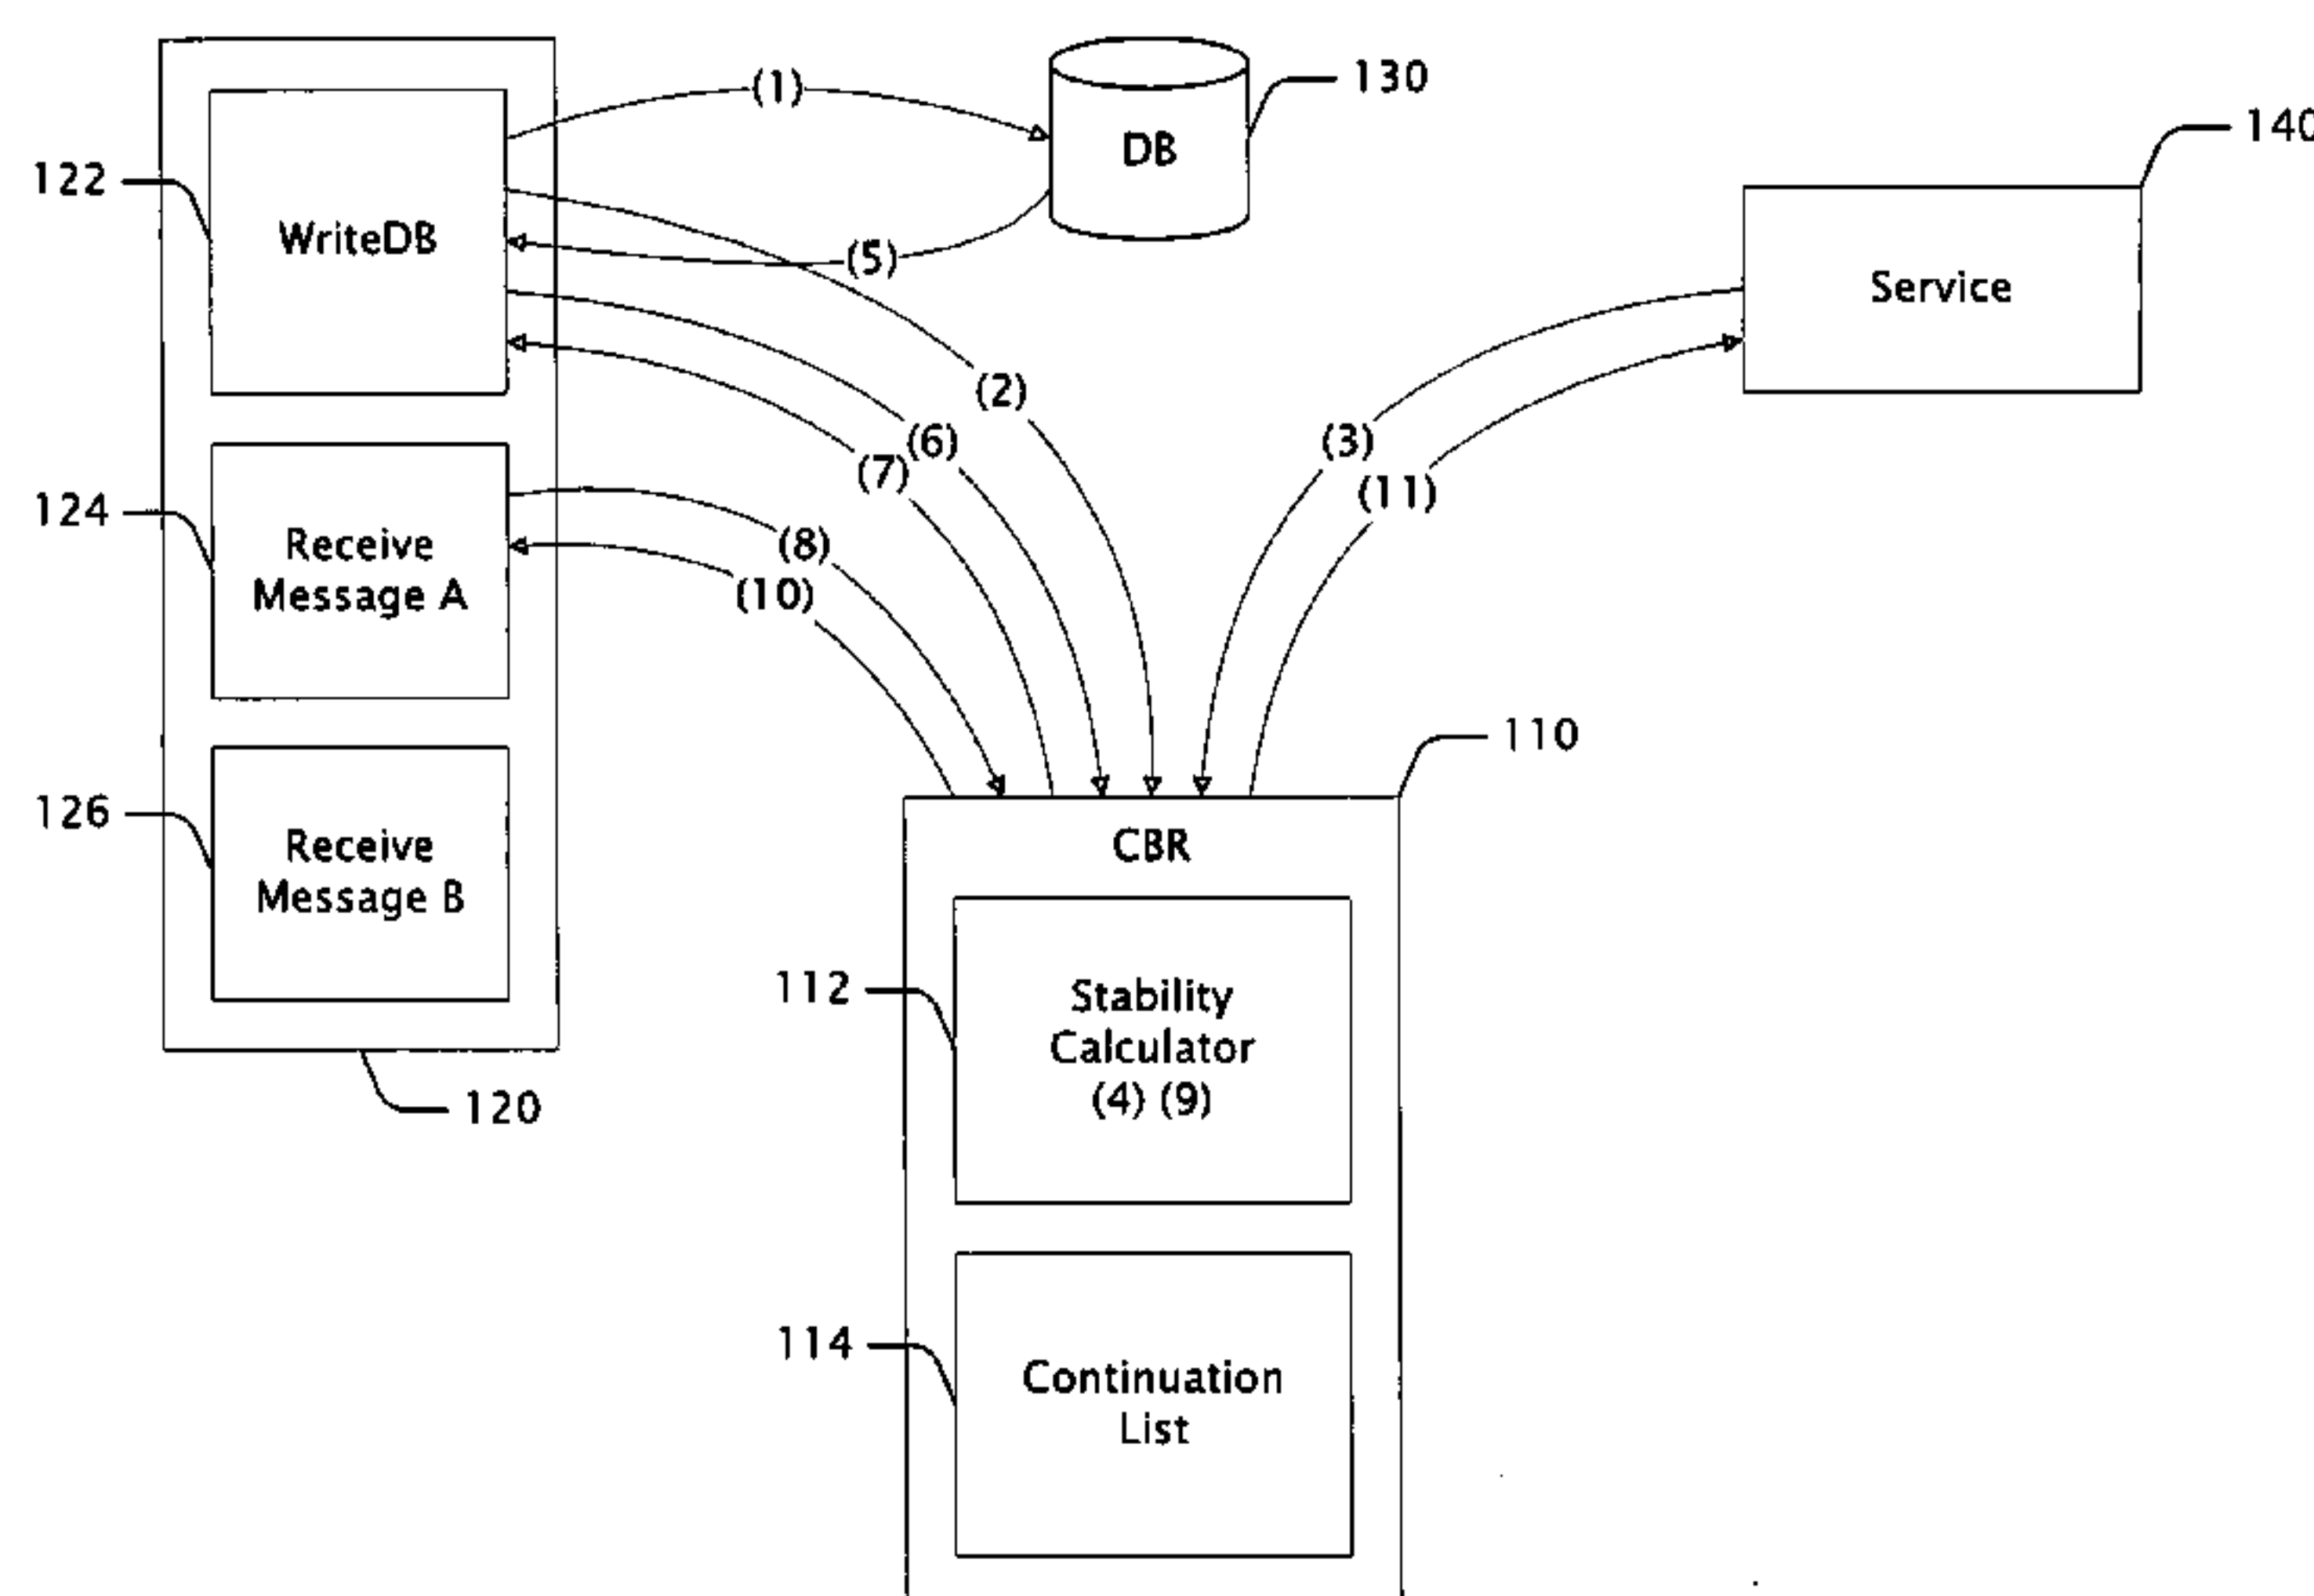 (1)
130
DB
140
122
WriteDB
(5)
Service
(2)
(3)
(6)
(7)
(11)
124
Receive
Message A
(8)
(10)
110
126
Receive
Message B
CBR
112
Stability
Calculator
(4) (9)
120
114
Continuation
List